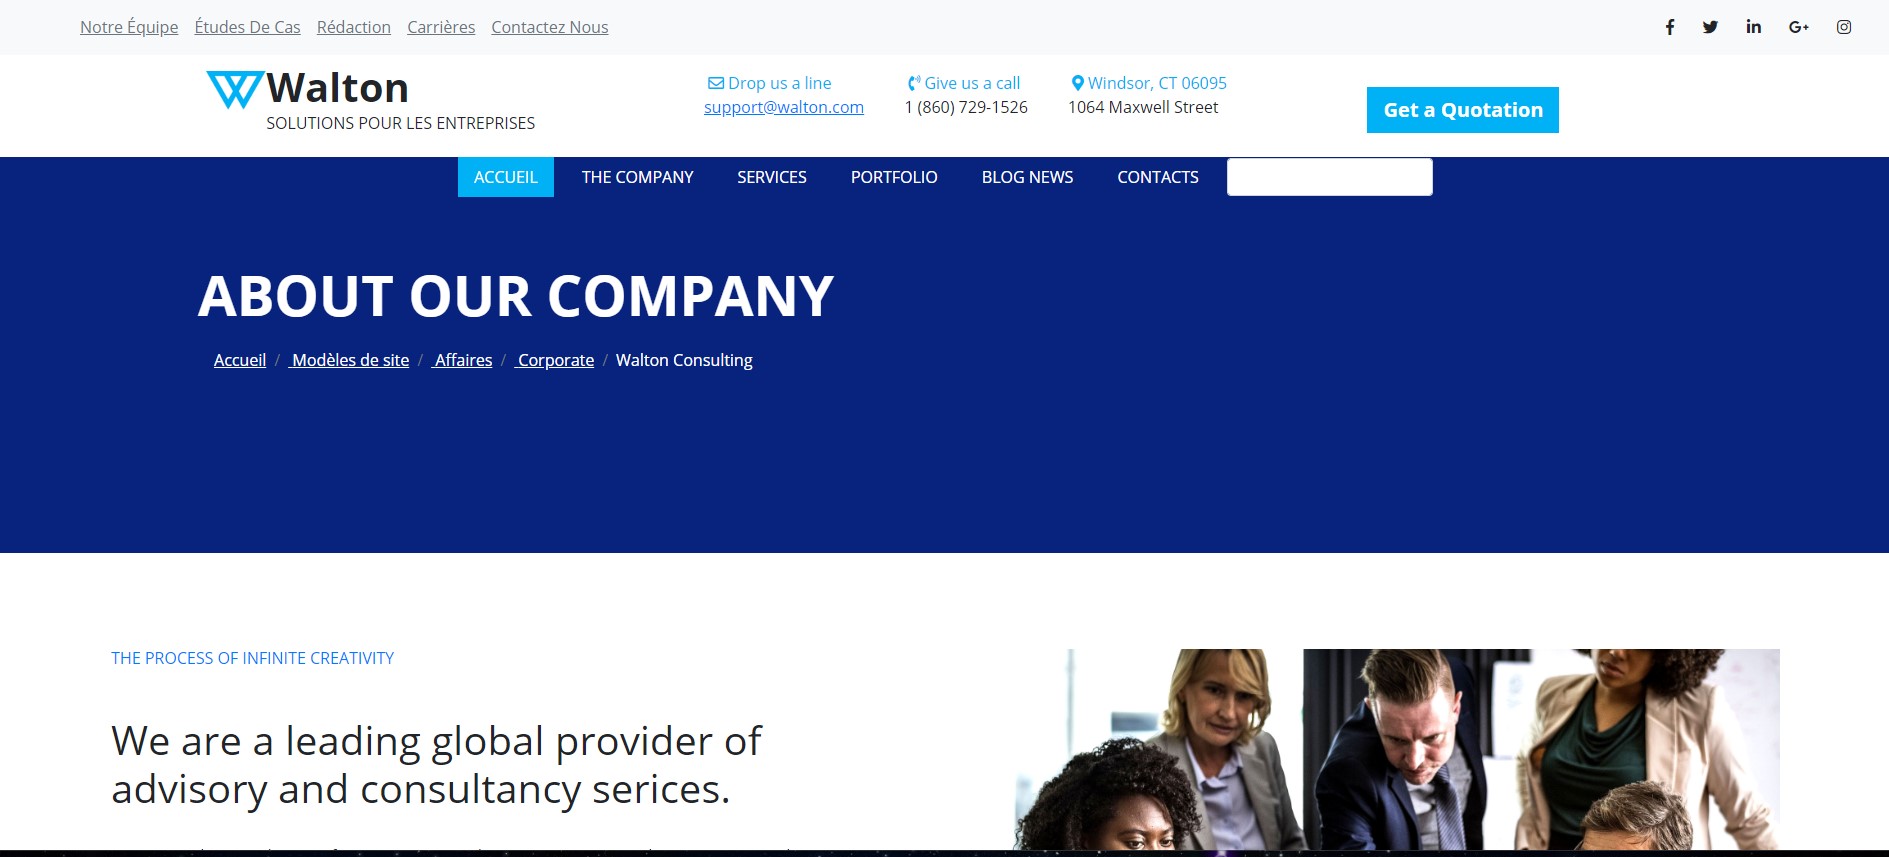 Notre Équipe Études De Cas Rédaction Carrières Contactez Nous
Walton
SOLUTIONS POUR LES ENTREPRISES
Drop us a line
support@walton.com
Give us a call
1 (860) 729-1526
Windsor, CT 06095
1064 Maxwell Street
Get a Quotation
ACCUEIL THE COMPANY SERVICES PORTFOLIO BLOG NEWS CONTACTS
ABOUT OUR COMPANY
Accueil / Modèles de site / Affaires / Corporate / Walton Consulting
THE PROCESS OF INFINITE CREATIVITY
We are a leading global provider of
advisory and consultancy serices.